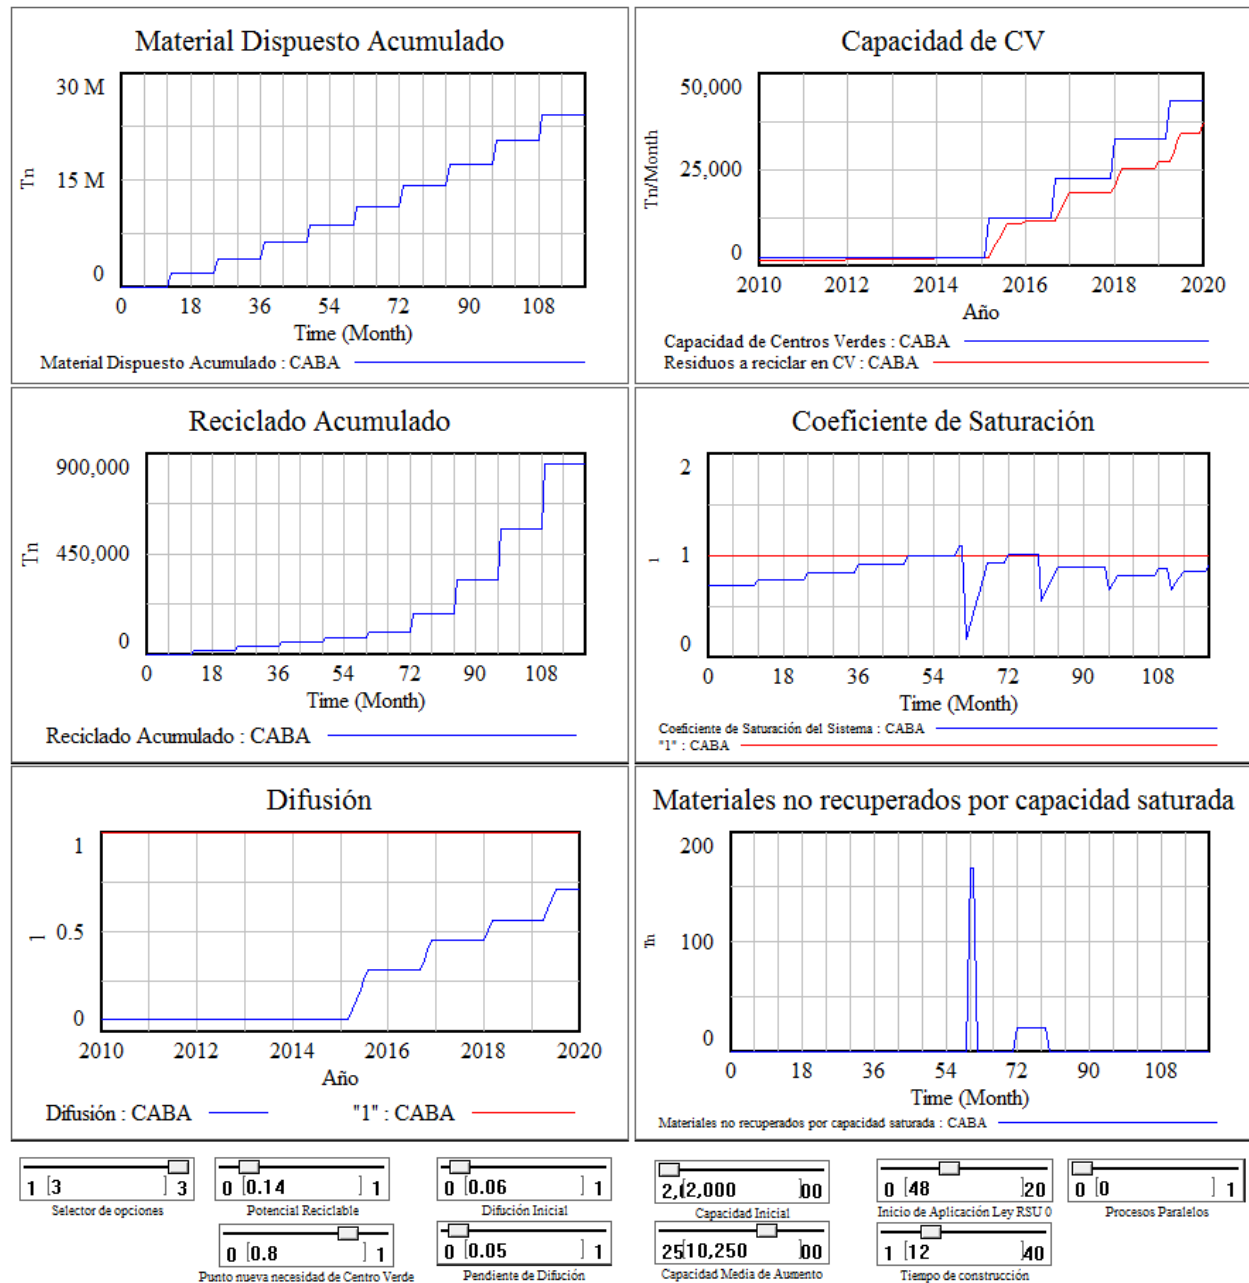 Material Dispuesto Acumulado
30 M
15 M
0
Tn
0 18 36 54 72 90 108
Time (Month)
Material Dispuesto Acumulado : CABA
Capacidad de CV
50,000
25,000
0
Tn/Month
2010 2012 2014 2016 2018 2020
Año
Capacidad de Centros Verdes : CABA
Residuos a reciclar en CV : CABA
Reciclado Acumulado
900,000
450,000
0
Tn
0 18 36 54 72 90 108
Time (Month)
Reciclado Acumulado : CABA
Coeficiente de Saturación
2
1
0
1
0 18 36 54 72 90 108
Time (Month)
Coeficiente de Saturación del Sistema : CABA
"1" : CABA
Difusión
1
0.5
0
1
2010 2012 2014 2016 2018 2020
Año
Difusión : CABA "1" : CABA
Materiales no recuperados por capacidad saturada
200
100
0
Tn
0 18 36 54 72 90 108
Time (Month)
Materiales no recuperados por capacidad saturada : CABA
1 [3 ] 3
Selector de opciones
0 [0.14 ] 1
Potencial Reciclable
0 [0.06 ] 1
Difución Inicial
2,([2,000 ]00
Capacidad Inicial
0 [48 ]20
Inicio de Aplicación Ley RSU 0
0 [0 ] 1
Procesos Paralelos
0 [0.8 ] 1
Punto nueva necesidad de Centro Verde
0 [0.05 ] 1
Pendiente de Difución
25[10,250 ]00
Capacidad Media de Aumento
1 [12 ]40
Tiempo de construcción